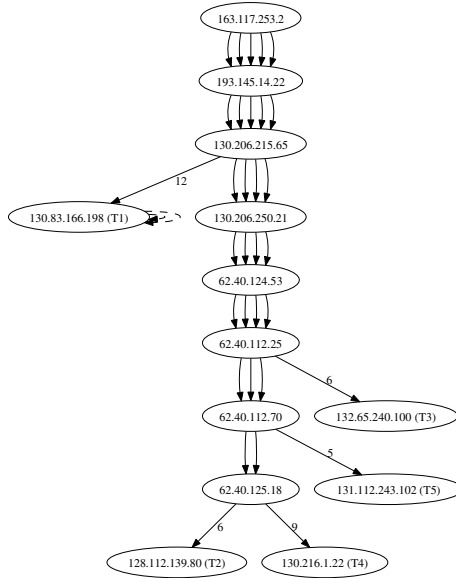 163.117.253.2
193.145.14.22
130.206.215.65
12
130.83.166.198 (T1)
130.206.250.21
62.40.124.53
62.40.112.25
6
62.40.112.70
132.65.240.100 (T3)
5
62.40.125.18
131.112.243.102 (T5)
6
9
128.112.139.80 (T2)
130.216.1.22 (T4)